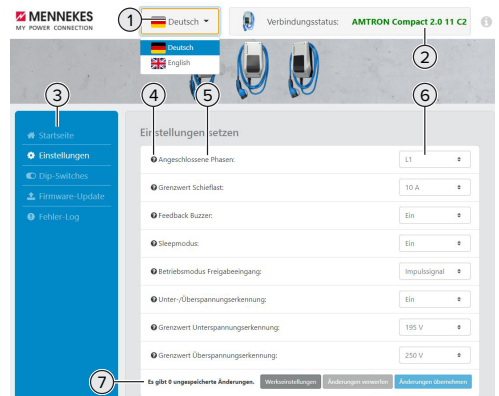 MENNEKES
MY POWER CONNECTION
1
Deutsch
Deutsch
English
Verbindungsstatus: AMTRON Compact 2.0 11 C2
2
3
4
5
6
Startseite
Einstellungen
Dip-Switches
Firmware-Update
Fehler-Log
Einstellungen setzen
Angeschlossene Phasen: L1
Grenzwert Schieflast: 10 A
Feedback Buzzer: Ein
Sleepmodus: Ein
Betriebsmodus Freigabeeingang: Impulssignal
Unter-/Überspannungserkennung: Ein
Grenzwert Unterspannungserkennung: 195 V
Grenzwert Überspannungserkennung: 250 V
7
Es gibt 0 ungespeicherte Änderungen. Werkseinstellungen Änderungen verwerfen Änderungen übernehmen